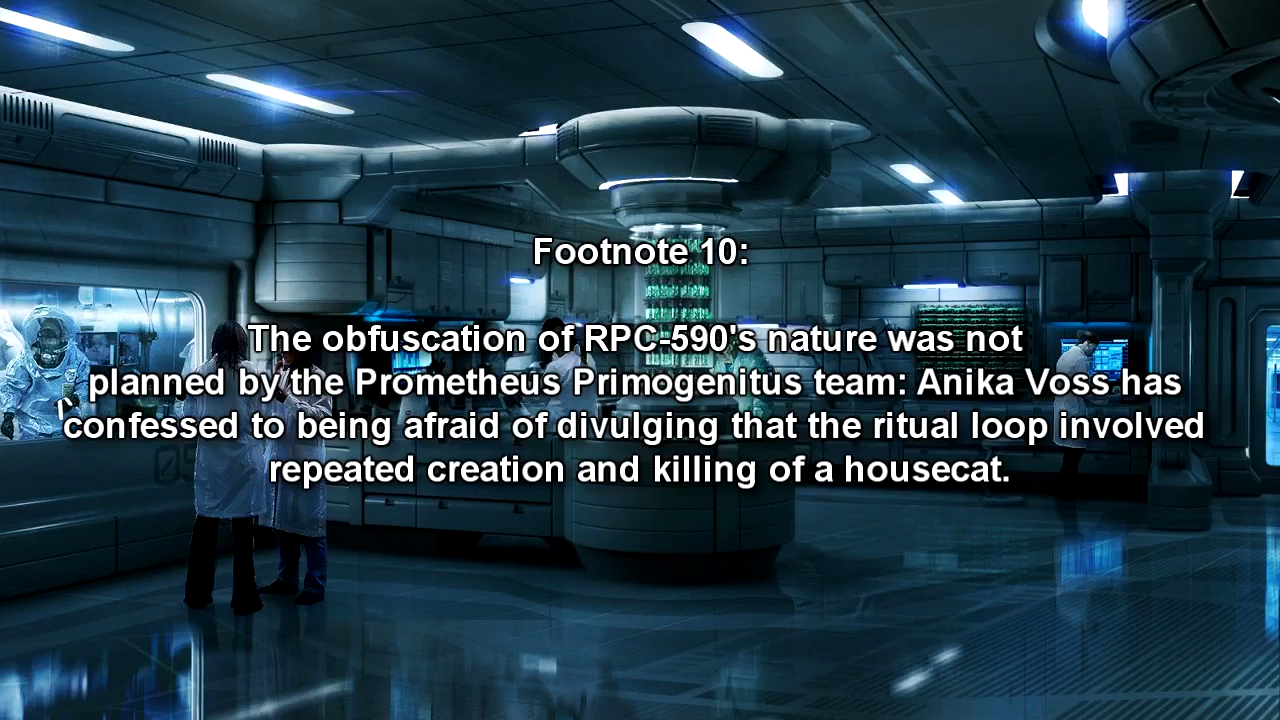 Footnote 10:
The obfuscation of RPC-590's nature was not
planned by the Prometheus Primogenitus team: Anika Voss has
confessed to being afraid of divulging that the ritual loop involved
repeated creation and killing of a housecat.